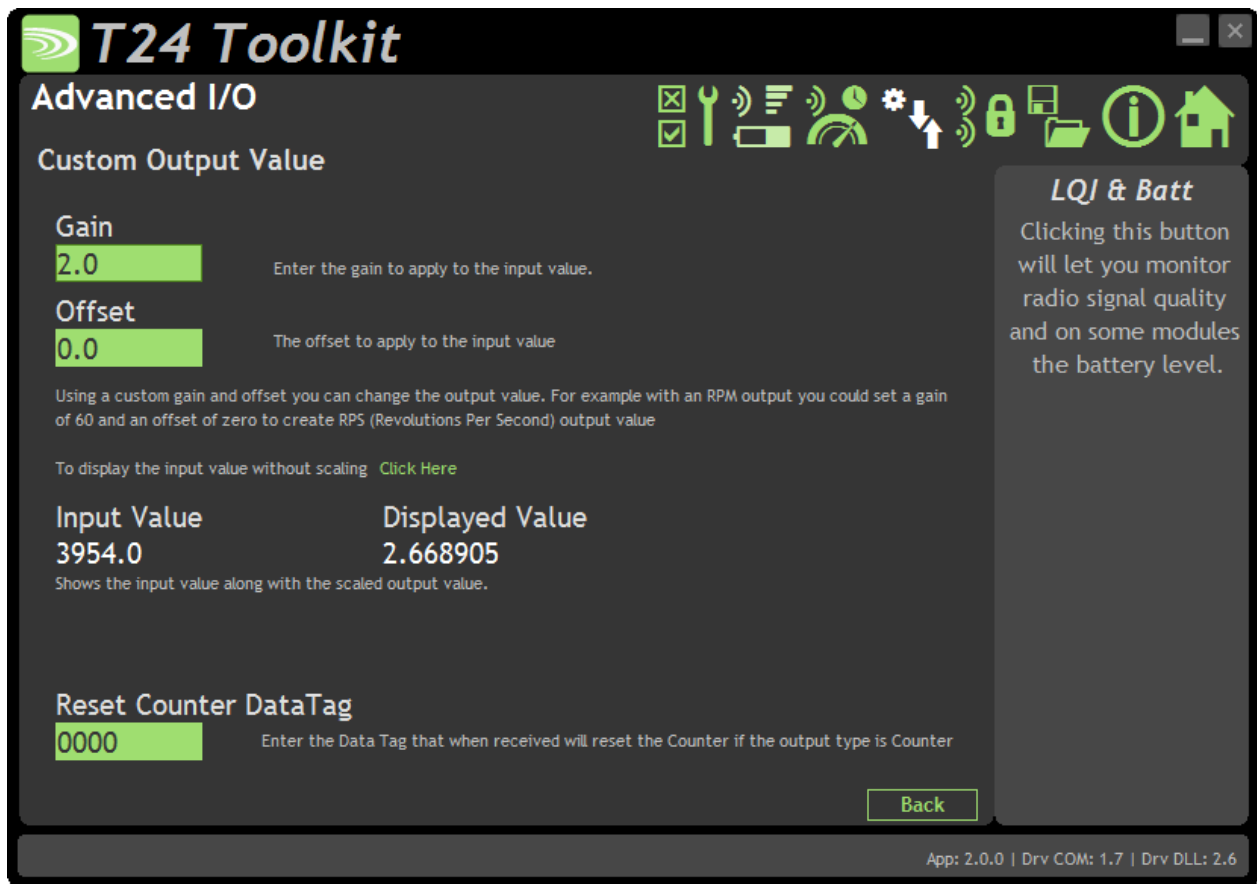 T24 Toolkit
Advanced I/O
Custom Output Value
Gain
2.0
Enter the gain to apply to the input value.
Offset
0.0
The offset to apply to the input value
Using a custom gain and offset you can change the output value. For example with an RPM output you could set a gain
of 60 and an offset of zero to create RPS (Revolutions Per Second) output value
To display the input value without scaling Click Here
Input Value Displayed Value
3954.0 2.668905
Shows the input value along with the scaled output value.
Reset Counter DataTag
0000
Enter the Data Tag that when received will reset the Counter if the output type is Counter
Back
LQI & Batt
Clicking this button
will let you monitor
radio signal quality
and on some modules
the battery level.
App: 2.0.0 | Drv COM: 1.7 | Drv DLL: 2.6